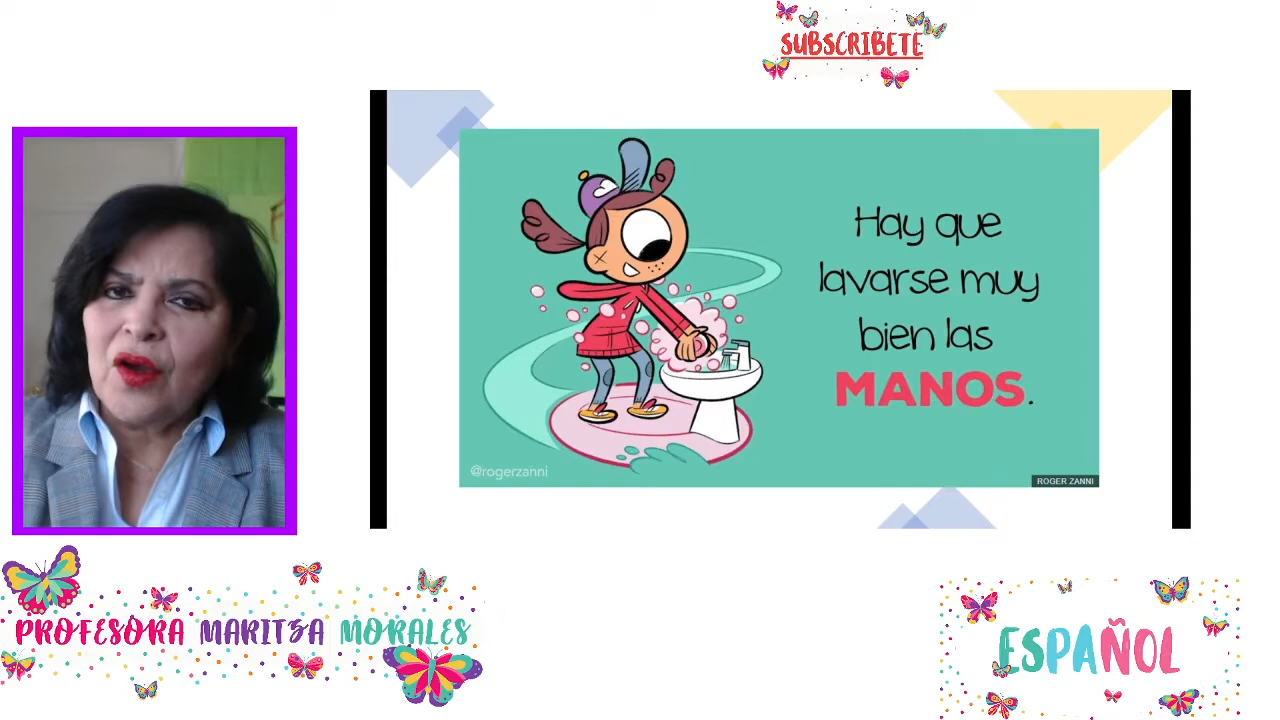 SUBSCRIBETE
Hay que
lavarse muy
bien las
MANOS.
@rogerzanni
ROGER ZANNI
PROFESORA MARITZA MORALES
ESPAÑOL